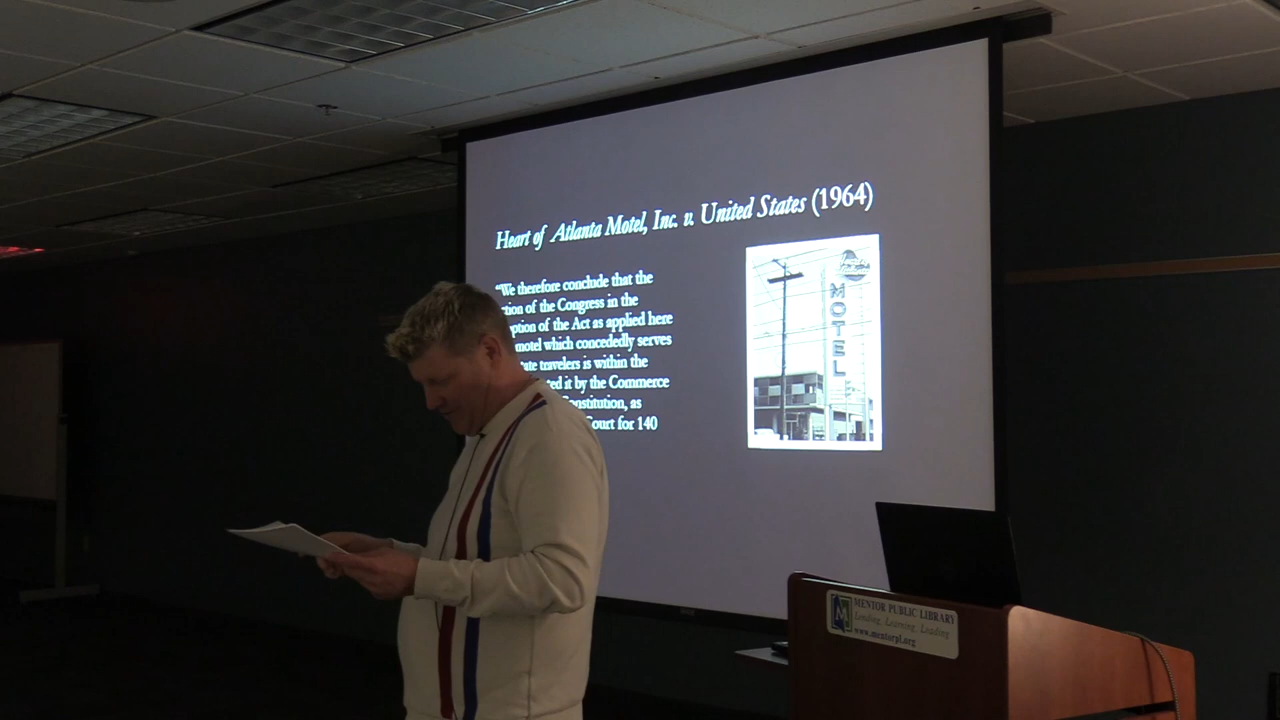 Heart of Atlanta Motel, Inc. v. United States (1964)
"We therefore conclude that the
of the Congress in the
of the Act as applied here
motel which concededly serves
travelers is within the
it by the Commerce
Constitution, as
Court for 140
MOTEL
MENTOR PUBLIC LIBRARY
Lending, Learning, Leading
www.mentorpl.org